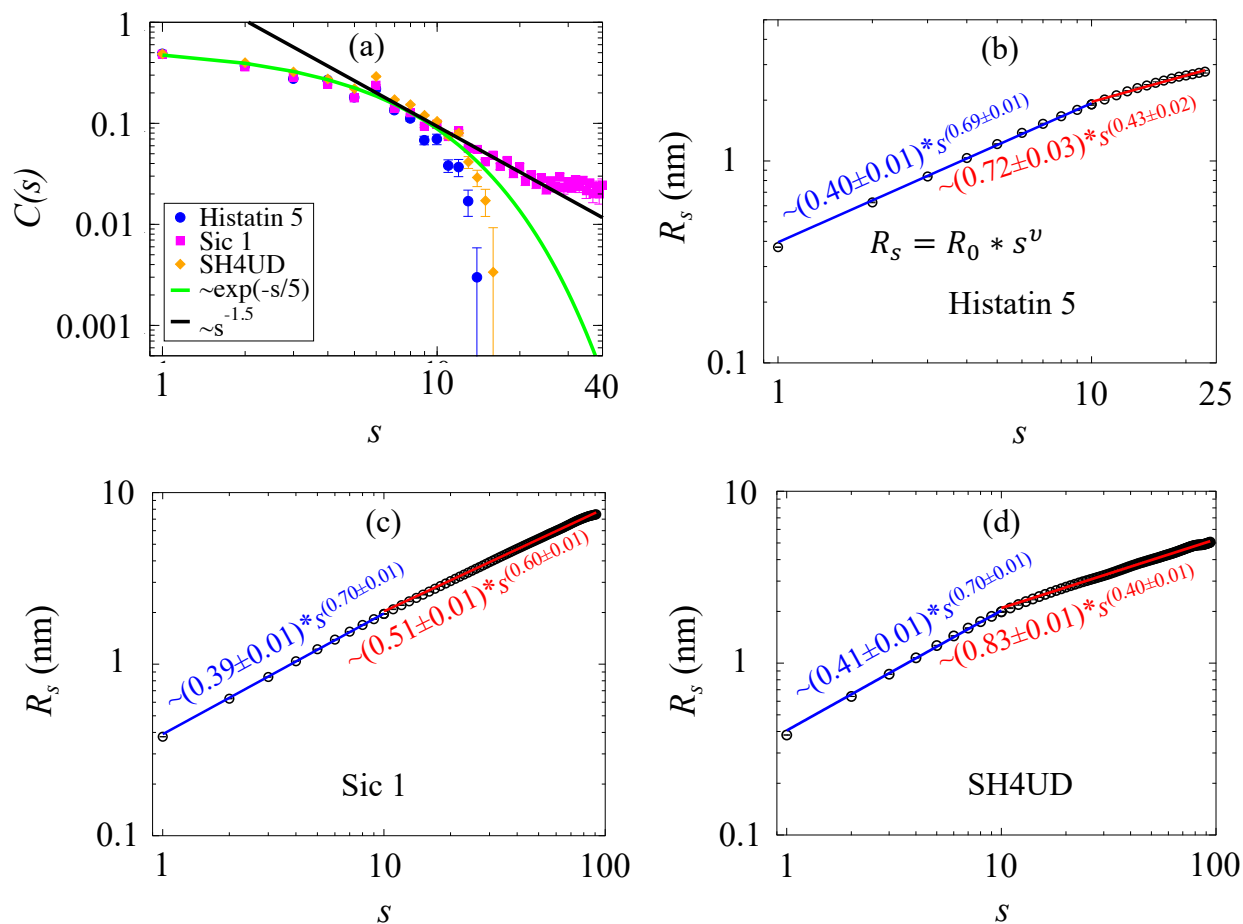 (a)
1
0.1
0.01
0.001
C(s)
Histatin 5
Sic 1
SH4UD
~exp(-s/5)
~s^-1.5
1
10
40
s
(b)
1
0.1
R_s (nm)
~(0.40±0.01)*s^(0.69±0.01)
~(0.72±0.03)*s^(0.43±0.02)
R_s = R_0 * s^υ
Histatin 5
1
10
25
s
(c)
10
1
0.1
R_s (nm)
~(0.39±0.01)*s^(0.70±0.01)
~(0.51±0.01)*s^(0.60±0.01)
Sic 1
1
10
100
s
(d)
10
1
0.1
R_s (nm)
~(0.41±0.01)*s^(0.70±0.01)
~(0.83±0.01)*s^(0.40±0.01)
SH4UD
1
10
100
s